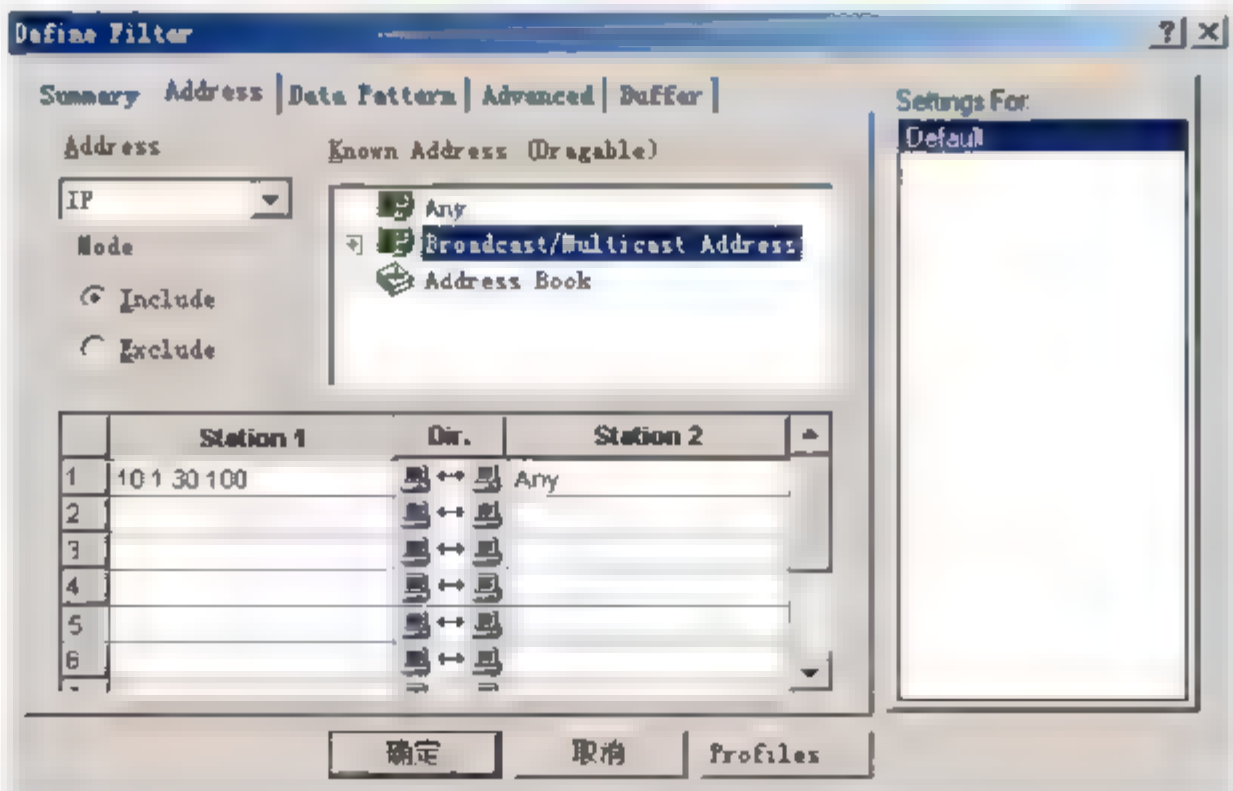 Define Filter
Summary Address Data Pattern Advanced Buffer
Settings For:
Default
Address
IP
Mode
Include
Exclude
Known Address (Dragable)
Any
Broadcast/Multicast Address
Address Book
Station 1 Dir. Station 2
1 10 1 30 100 Any
2
3
4
5
6
确定 取消 Profiles